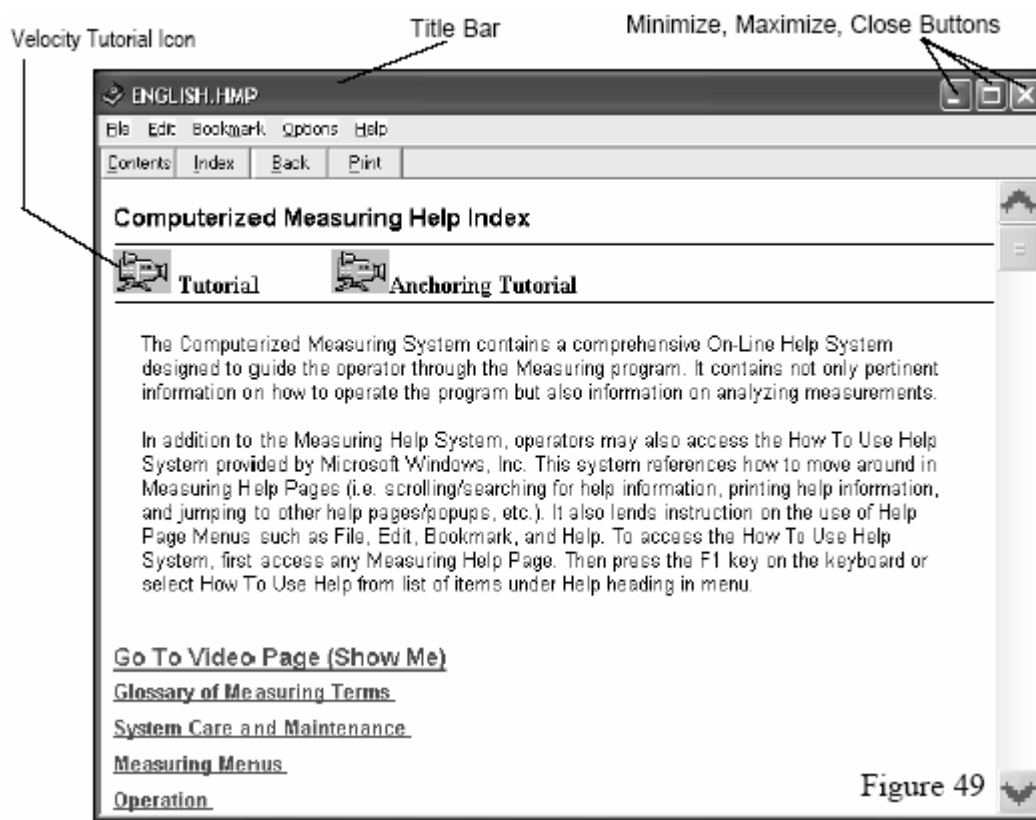 Velocity Tutorial Icon
Title Bar
Minimize, Maximize, Close Buttons
ENGLISH.HMP
File Edit Bookmark Options Help
Contents Index Back Print
Computerized Measuring Help Index
Tutorial Anchoring Tutorial
The Computerized Measuring System contains a comprehensive On-Line Help System
designed to guide the operator through the Measuring program. It contains not only pertinent
information on how to operate the program but also information on analyzing measurements.
In addition to the Measuring Help System, operators may also access the How To Use Help
System provided by Microsoft Windows, Inc. This system references how to move around in
Measuring Help Pages (i.e. scrolling/searching for help information, printing help information,
and jumping to other help pages/popups, etc.). It also lends instruction on the use of Help
Page Menus such as File, Edit, Bookmark, and Help. To access the How To Use Help
System, first access any Measuring Help Page. Then press the F1 key on the keyboard or
select How To Use Help from list of items under Help heading in menu.
Go To Video Page (Show Me)
Glossary of Measuring Terms
System Care and Maintenance
Measuring Menus
Operation
Figure 49